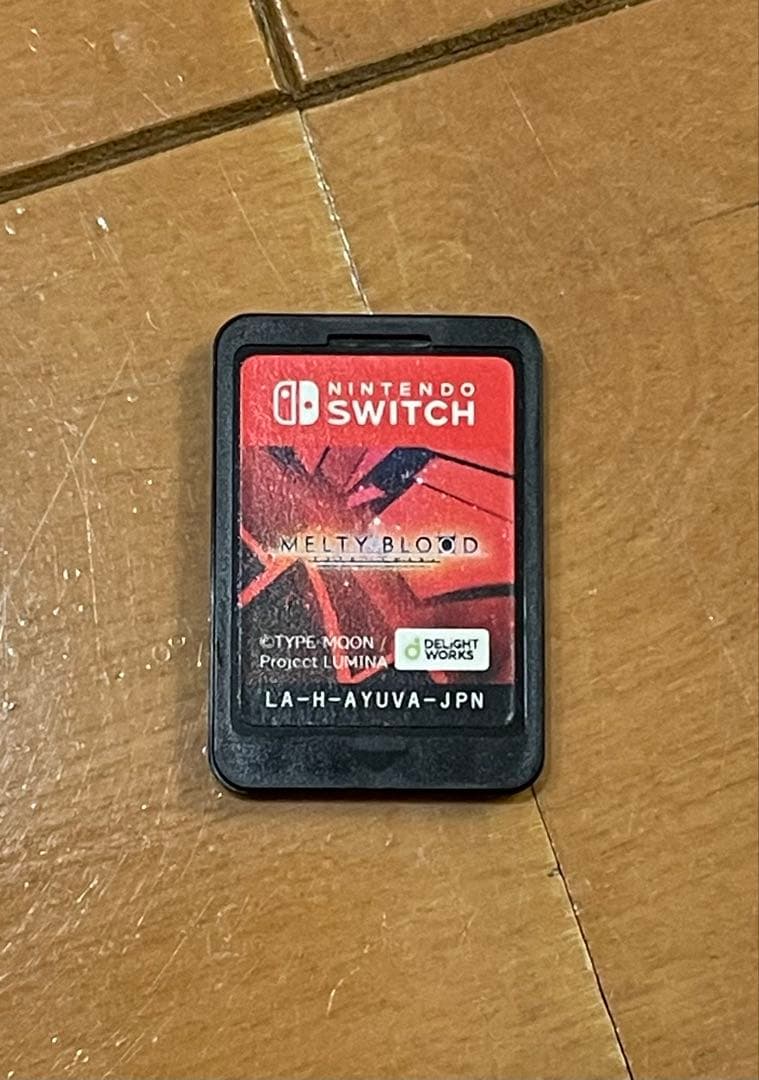 NINTENDO
SWITCH
MELTY BLOOD
©TYPE-MOON /
Project LUMINA
DELiGHT
WORKS
LA-H-AYUVA-JPN